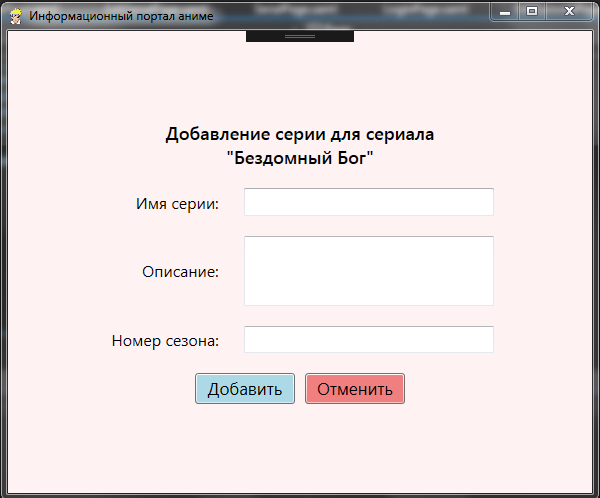 Информационный портал аниме
Добавление серии для сериала
"Бездомный Бог"
Имя серии:
Описание:
Номер сезона:
Добавить Отменить